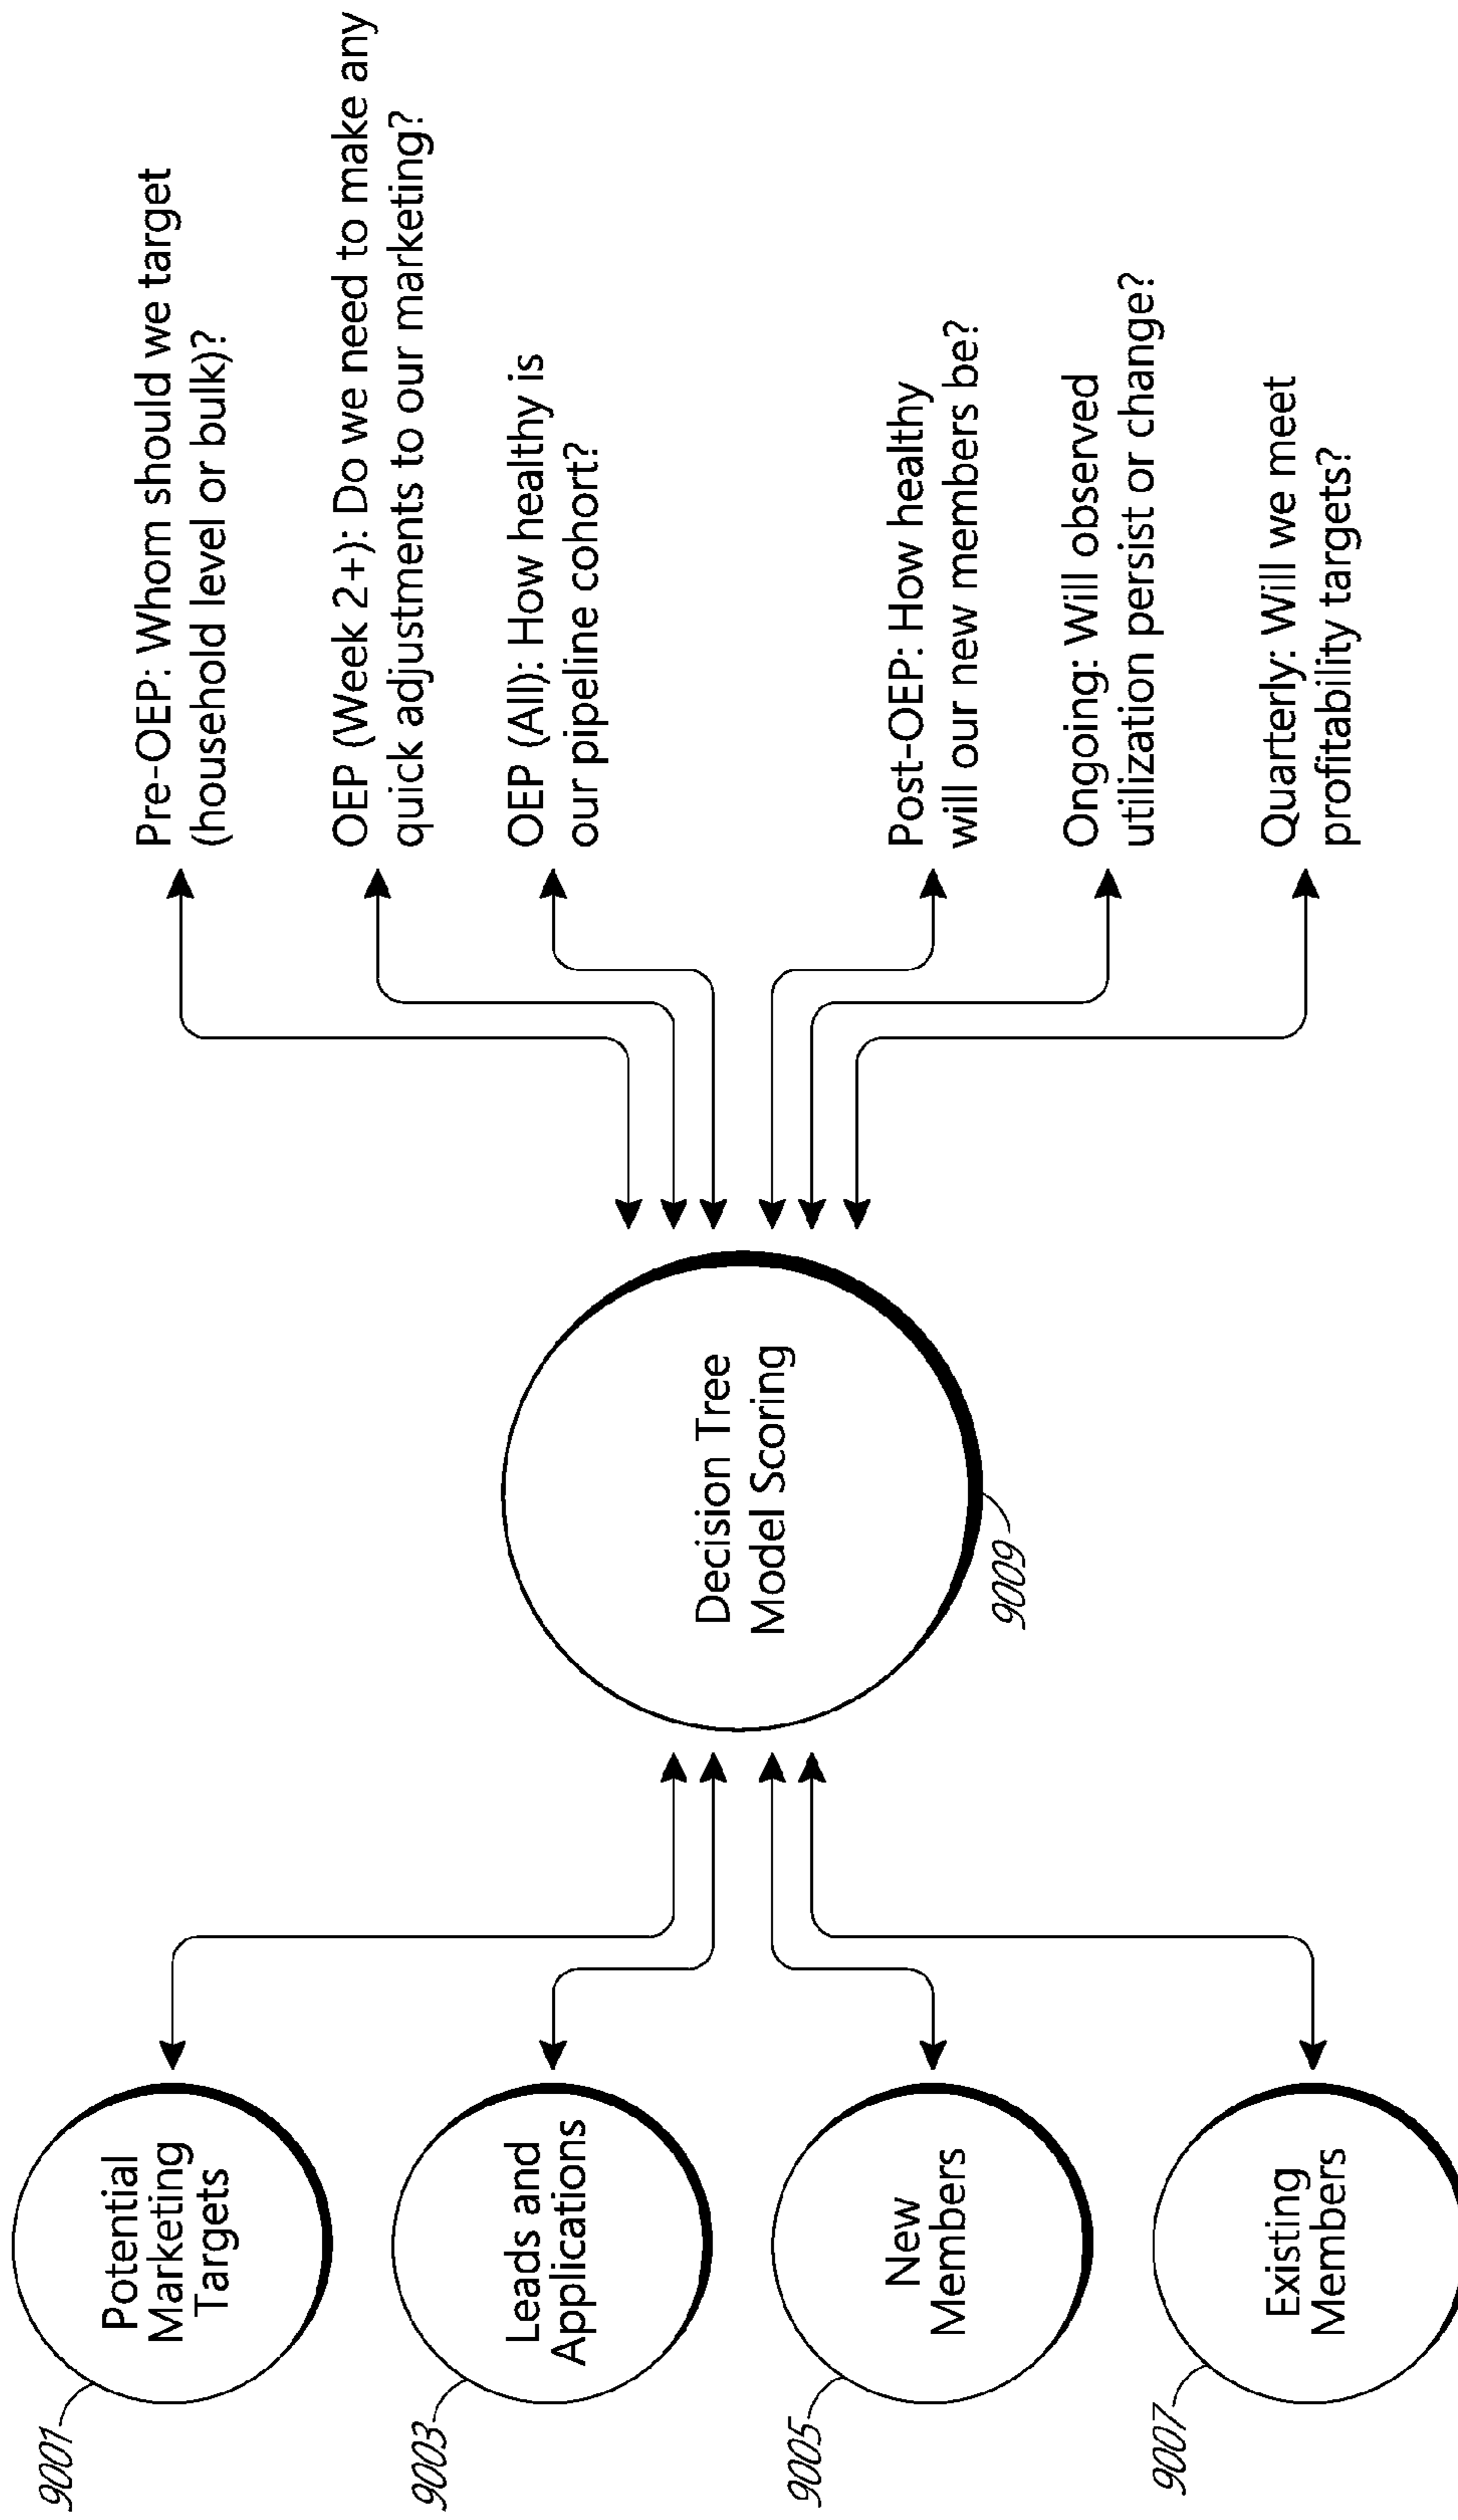 9001
Potential
Marketing
Targets
9003
Leads and
Applications
9005
New
Members
9007
Existing
Members
Decision Tree
Model Scoring
9009
Pre-OEP: Whom should we target
(household level or bulk)?
OEP (Week 2+): Do we need to make any
quick adjustments to our marketing?
OEP (All): How healthy is
our pipeline cohort?
Post-OEP: How healthy
will our new members be?
Ongoing: Will observed
utilization persist or change?
Quarterly: Will we meet
profitability targets?